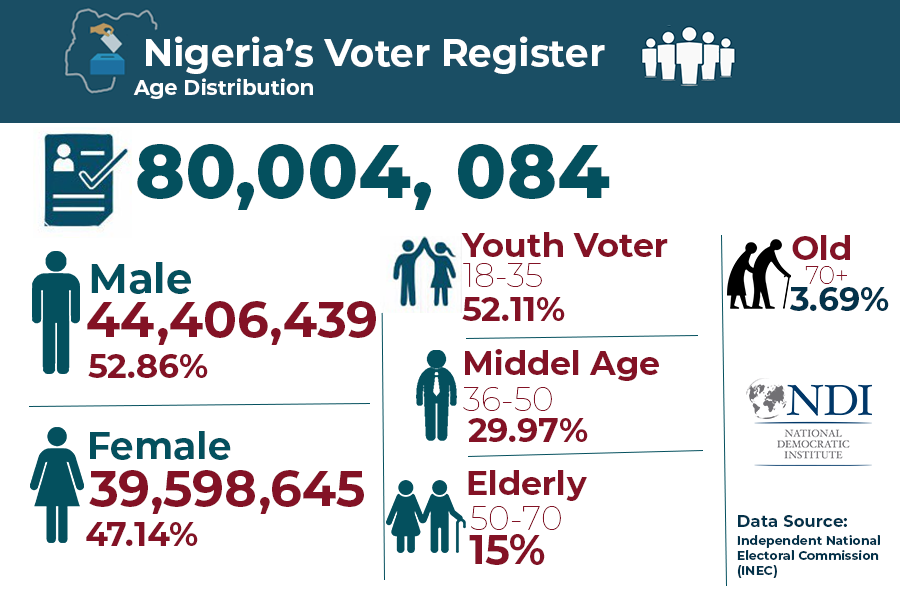 Nigeria's Voter Register
Age Distribution
80,004, 084
Male
44,406,439
52.86%
Female
39,598,645
47.14%
Youth Voter
18-35
52.11%
Middel Age
36-50
29.97%
Elderly
50-70
15%
Old
70+
3.69%
NDI
NATIONAL
DEMOCRATIC
INSTITUTE
Data Source:
Independent National
Electoral Commission
(INEC)